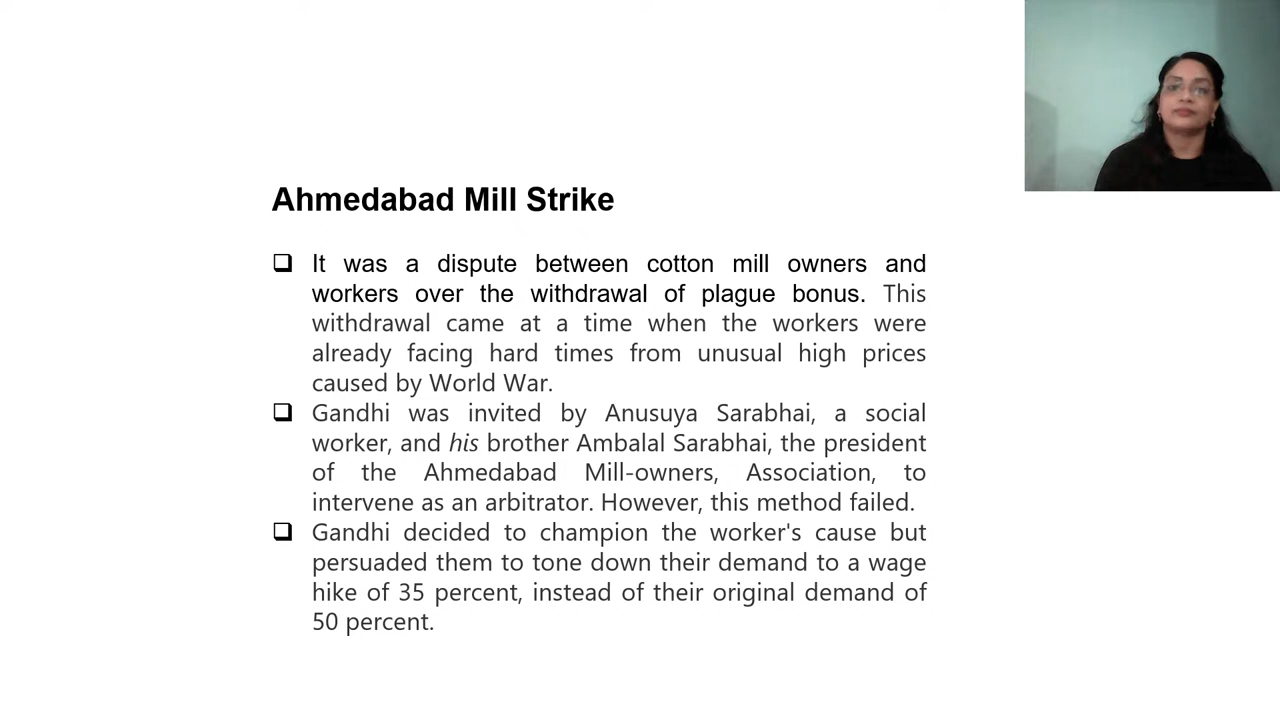 Ahmedabad Mill Strike
❑ It was a dispute between cotton mill owners and
workers over the withdrawal of plague bonus. This
withdrawal came at a time when the workers were
already facing hard times from unusual high prices
caused by World War.
❑ Gandhi was invited by Anusuya Sarabhai, a social
worker, and his brother Ambalal Sarabhai, the president
of the Ahmedabad Mill-owners, Association, to
intervene as an arbitrator. However, this method failed.
❑ Gandhi decided to champion the worker's cause but
persuaded them to tone down their demand to a wage
hike of 35 percent, instead of their original demand of
50 percent.